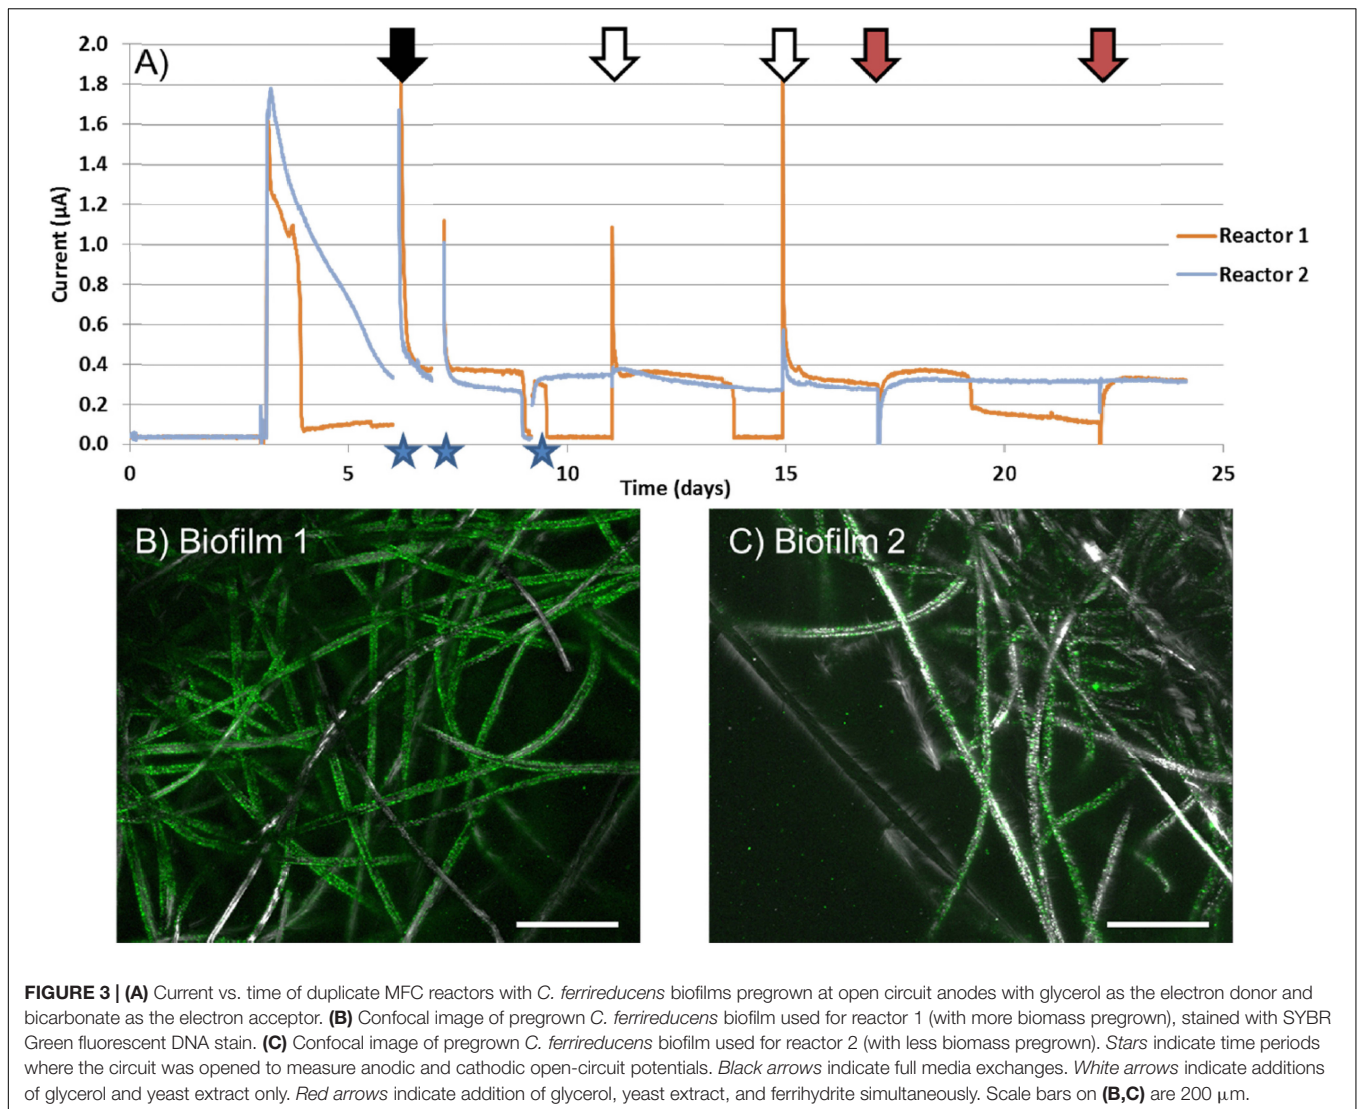 A)
2.0
1.8
1.6
1.4
1.2
1.0
0.8
0.6
0.4
0.2
0.0
Current (µA)
0 5 10 15 20 25
Time (days)
Reactor 1
Reactor 2
B) Biofilm 1
C) Biofilm 2
FIGURE 3 | (A) Current vs. time of duplicate MFC reactors with C. ferrireducens biofilms pregrown at open circuit anodes with glycerol as the electron donor and
bicarbonate as the electron acceptor. (B) Confocal image of pregrown C. ferrireducens biofilm used for reactor 1 (with more biomass pregrown), stained with SYBR
Green fluorescent DNA stain. (C) Confocal image of pregrown C. ferrireducens biofilm used for reactor 2 (with less biomass pregrown). Stars indicate time periods
where the circuit was opened to measure anodic and cathodic open-circuit potentials. Black arrows indicate full media exchanges. White arrows indicate additions
of glycerol and yeast extract only. Red arrows indicate addition of glycerol, yeast extract, and ferrihydrite simultaneously. Scale bars on (B,C) are 200 µm.